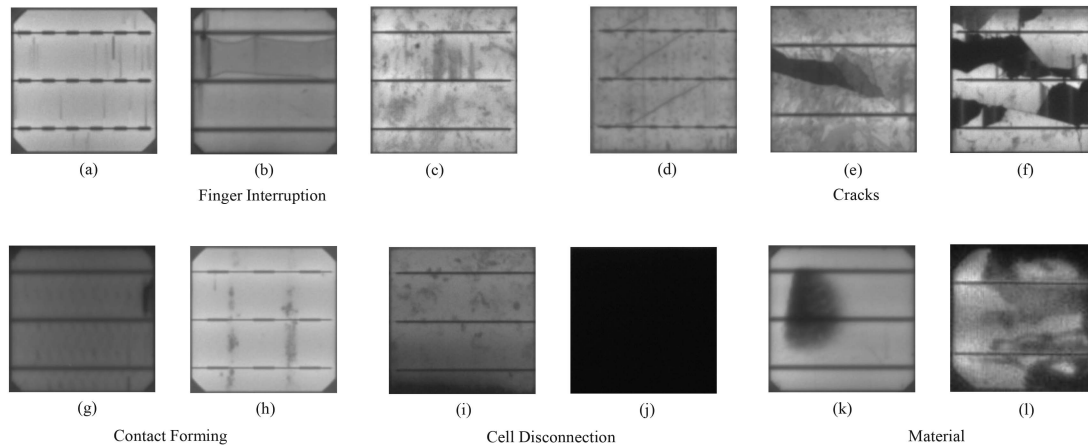 (a) (b) (c) (d) (e) (f)
Finger Interruption Cracks
(g) (h) (i) (j) (k) (l)
Contact Forming Cell Disconnection Material